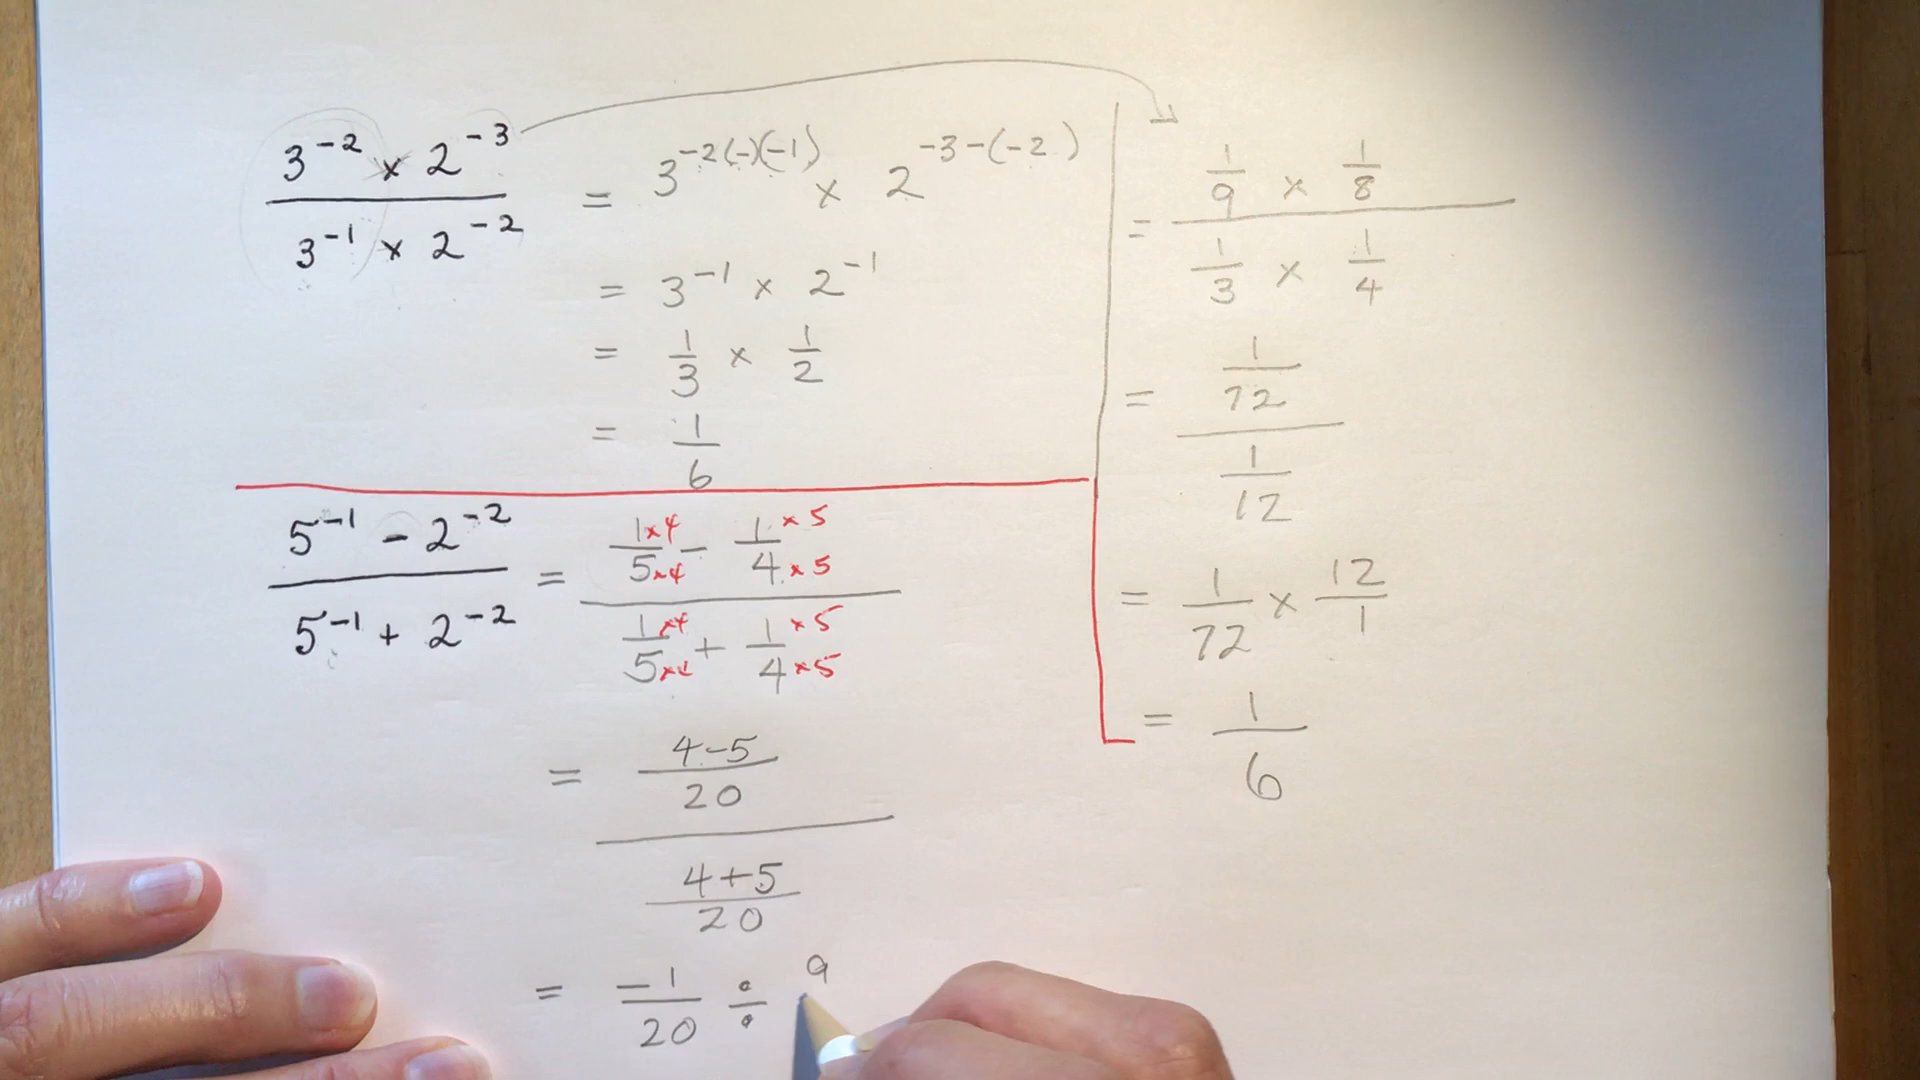 3⁻² × 2⁻³ / 3⁻¹ × 2⁻² = 3^(-2(-)(-1)) × 2^(-3-(-2))
= 3⁻¹ × 2⁻¹
= 1/3 × 1/2
= 1/6
= 1/9 × 1/8 / 1/3 × 1/4
= 1/72 / 1/12
= 1/72 × 12/1
= 1/6
5⁻¹ - 2⁻² / 5⁻¹ + 2⁻² = 1×4/5×4 - 1×5/4×5 / 1×4/5×4 + 1×5/4×5
= 4-5/20 / 4+5/20
= -1/20 ÷ 9